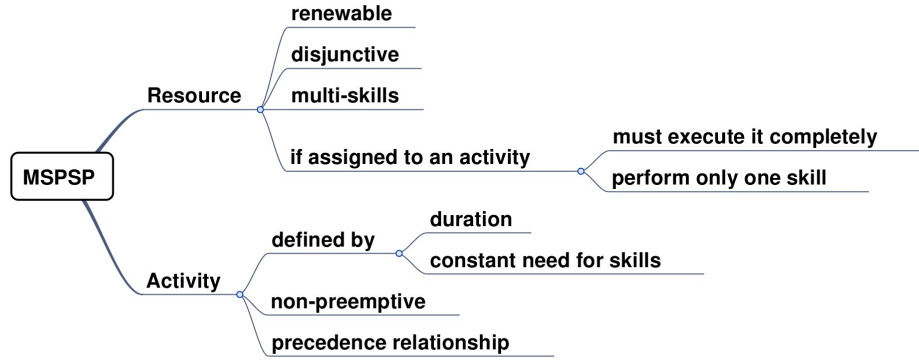 MSPSP
Resource
renewable
disjunctive
multi-skills
if assigned to an activity
must execute it completely
perform only one skill
Activity
defined by
duration
constant need for skills
non-preemptive
precedence relationship